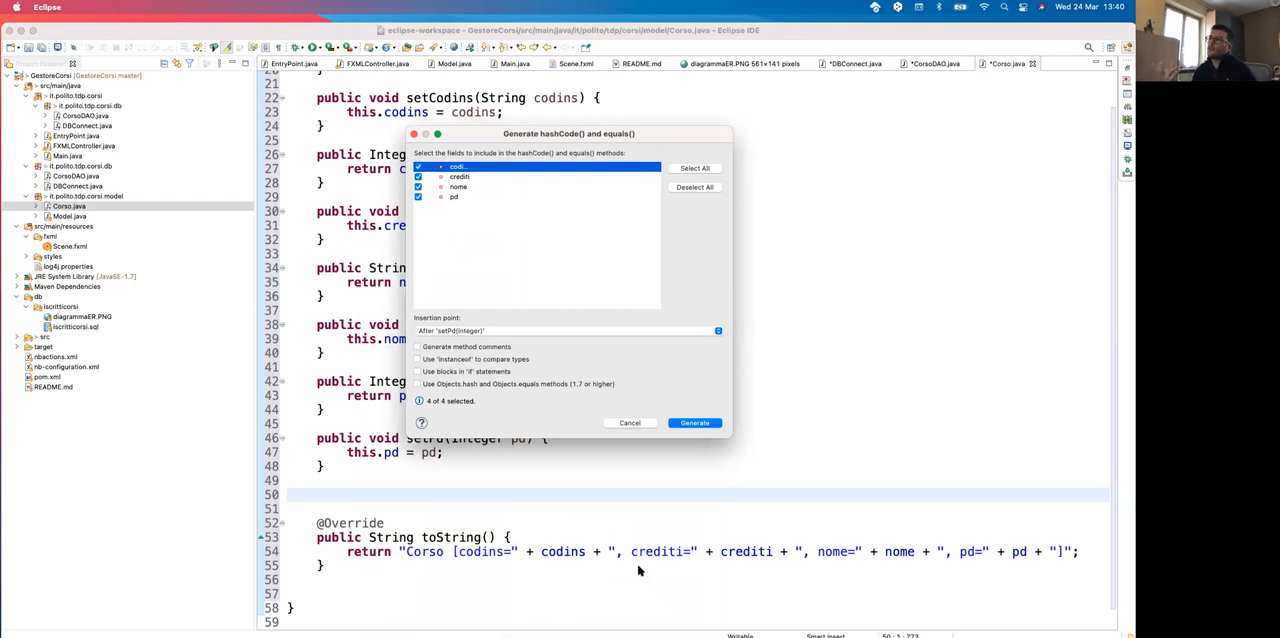 Eclipse
Wed 24 Mar 13:40
eclipse-workspace - GestoreCorsi/src/main/java/it/polito/tdp/corsi/model/Corso.java - Eclipse IDE
Project Explorer
EntryPoint.java
FXMLController.java
Model.java
Main.java
Scene.fxml
README.md
diagrammaER.PNG 561x141 pixels
*DBConnect.java
*CorsoDAO.java
*Corso.java
GestoreCorsi [GestoreCorsi master]
src/main/java
it.polito.tdp.corsi
it.polito.tdp.corsi.db
CorsoDAO.java
DBConnect.java
EntryPoint.java
FXMLController.java
Main.java
it.polito.tdp.corsi.db
CorsoDAO.java
DBConnect.java
it.polito.tdp.corsi.model
Corso.java
Model.java
src/main/resources
fxml
Scene.fxml
styles
log4j.properties
JRE System Library [JavaSE-1.7]
Maven Dependencies
db
iscritticorsi
diagrammaER.PNG
iscritticorsi.sql
src
target
nbactions.xml
nb-configuration.xml
pom.xml
README.md
20 }
21
22 public void setCodins(String codins) {
23 this.codins = codins;
24 }
25
26 public Integ
27 return c
28 }
29
30 public void
31 this.cre
32 }
33
34 public Strin
35 return n
36 }
37
38 public void
39 this.nom
40 }
41
42 public Integ
43 return p
44 }
45
46 public void setPd(Integer pd) {
47 this.pd = pd;
48 }
49
50
51
52 @Override
53 public String toString() {
54 return "Corso [codins=" + codins + ", crediti=" + crediti + ", nome=" + nome + ", pd=" + pd + "]";
55 }
56
57
58 }
59
Generate hashCode() and equals()
Select the fields to include in the hashCode() and equals() methods:
codi...
crediti
nome
pd
Select All
Deselect All
Insertion point:
After 'setPd(Integer)'
Generate method comments
Use 'instanceof' to compare types
Use blocks in 'if' statements
Use Objects.hash and Objects.equals methods (1.7 or higher)
4 of 4 selected.
Cancel
Generate
Writable
Smart Insert
50 : 1 : 773